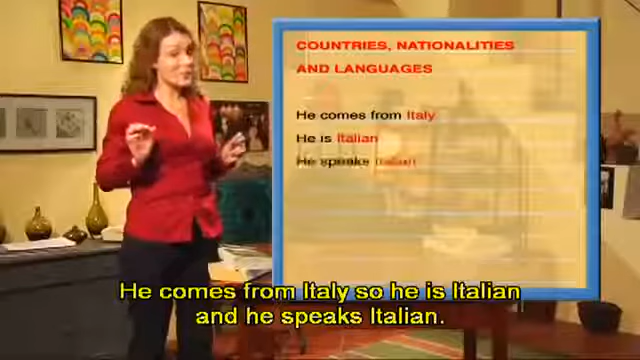 COUNTRIES, NATIONALITIES
AND LANGUAGES
He comes from Italy
He is Italian
He speaks Italian
He comes from Italy so he is Italian
and he speaks Italian.